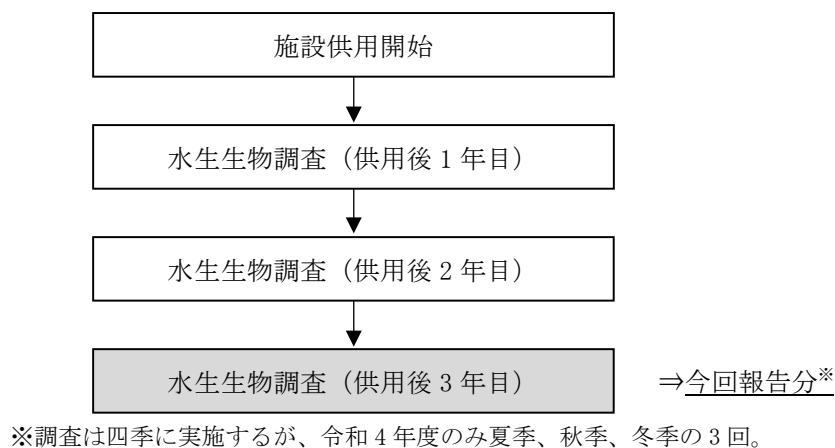 施設供用開始
水生生物調査（供用後 1 年目）
水生生物調査（供用後 2 年目）
水生生物調査（供用後 3 年目） ⇒今回報告分※
※調査は四季に実施するが、令和 4 年度のみ夏季、秋季、冬季の 3 回。